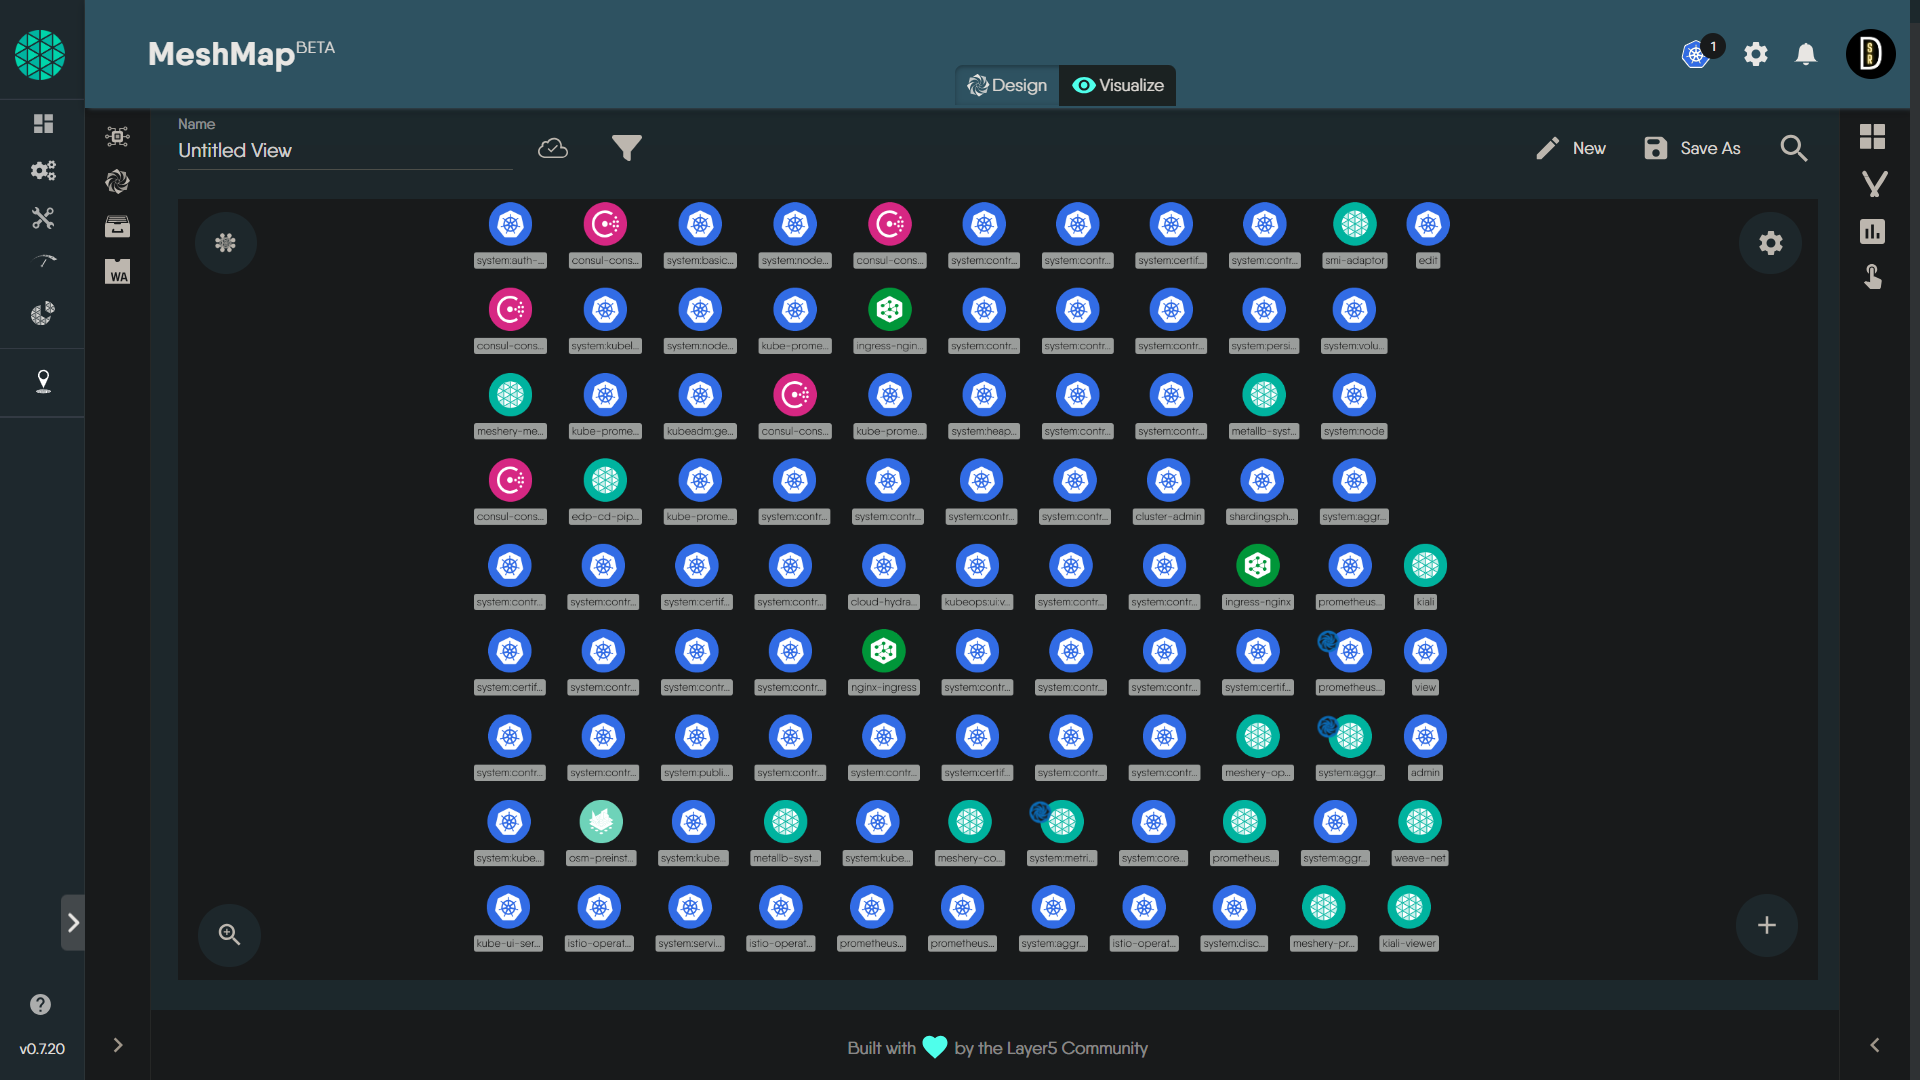 MeshMap BETA
1
Design
Visualize
Name
Untitled View
New
Save As
WA
system:auth-...
consul-cons...
system:basic...
system:node...
consul-cons...
system:contr...
system:contr...
system:certif...
system:contr...
smi-adaptor
edit
consul-cons...
system:kubel...
system:node...
kube-prome...
ingress-ngin...
system:contr...
system:contr...
system:contr...
system:persi...
system:volu...
meshery-me...
kube-prome...
kubeadm:ge...
consul-cons...
kube-prome...
system:heap...
system:contr...
system:contr...
metallb-syst...
system:node
consul-cons...
edp-cd-pip...
kube-prome...
system:contr...
system:contr...
system:contr...
system:contr...
cluster-admin
shardingsph...
system:aggr...
system:contr...
system:contr...
system:certif...
system:contr...
cloud-hydra...
kubeops:ui:v...
system:contr...
system:contr...
ingress-nginx
prometheus...
kiali
system:certif...
system:contr...
system:contr...
system:contr...
nginx-ingress
system:contr...
system:contr...
system:contr...
system:certif...
prometheus...
view
system:contr...
system:contr...
system:publi...
system:contr...
system:contr...
system:certif...
system:contr...
system:contr...
meshery-op...
system:aggr...
admin
system:kube...
osm-preinst...
system:kube...
metallb-syst...
system:kube...
meshery-co...
system:metri...
system:core...
prometheus...
system:aggr...
weave-net
kube-ui-ser...
istio-operat...
system:servi...
istio-operat...
prometheus...
prometheus...
system:aggr...
istio-operat...
system:disc...
meshery-pr...
kiali-viewer
v0.7.20
Built with by the Layer5 Community